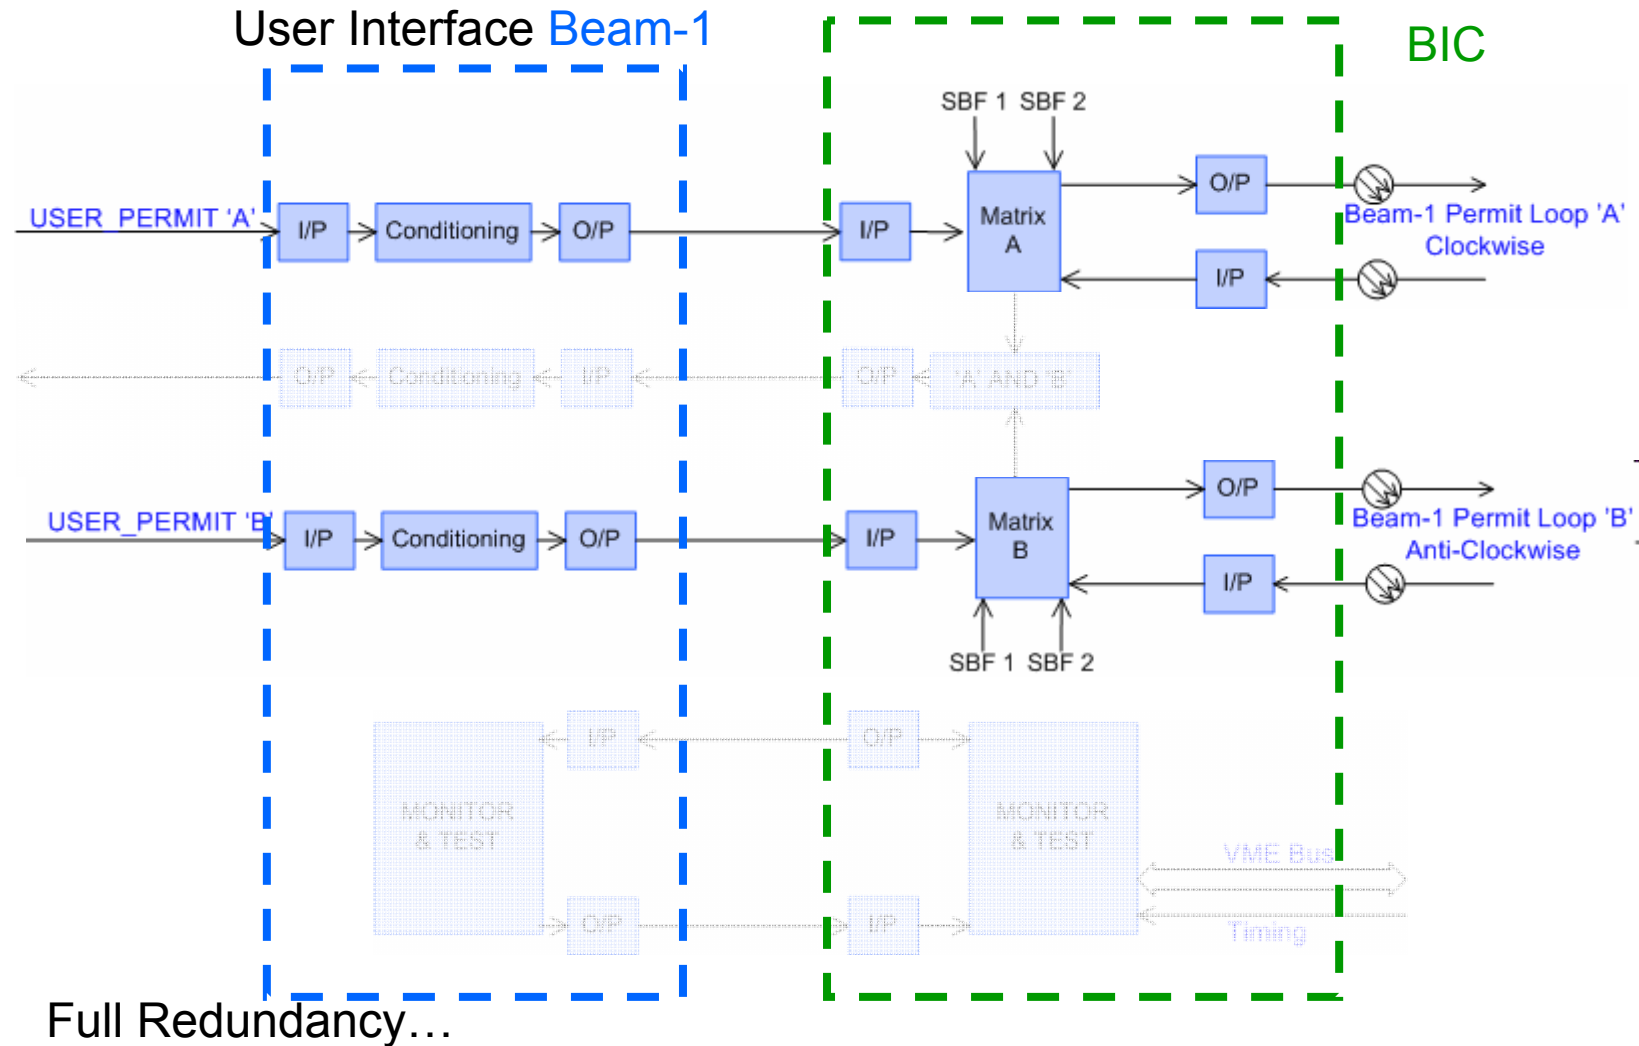 User Interface Beam-1
BIC
SBF 1 SBF 2
USER_PERMIT 'A'
I/P
Conditioning
O/P
I/P
Matrix
A
O/P
Beam-1 Permit Loop 'A'
Clockwise
I/P
O/P
Conditioning
I/P
O/P
'A' AND 'B'
USER_PERMIT 'B'
I/P
Conditioning
O/P
I/P
Matrix
B
O/P
Beam-1 Permit Loop 'B'
Anti-Clockwise
I/P
SBF 1 SBF 2
I/P
O/P
MONITOR
& TEST
MONITOR
& TEST
VME Bus
O/P
I/P
Timing
Full Redundancy…